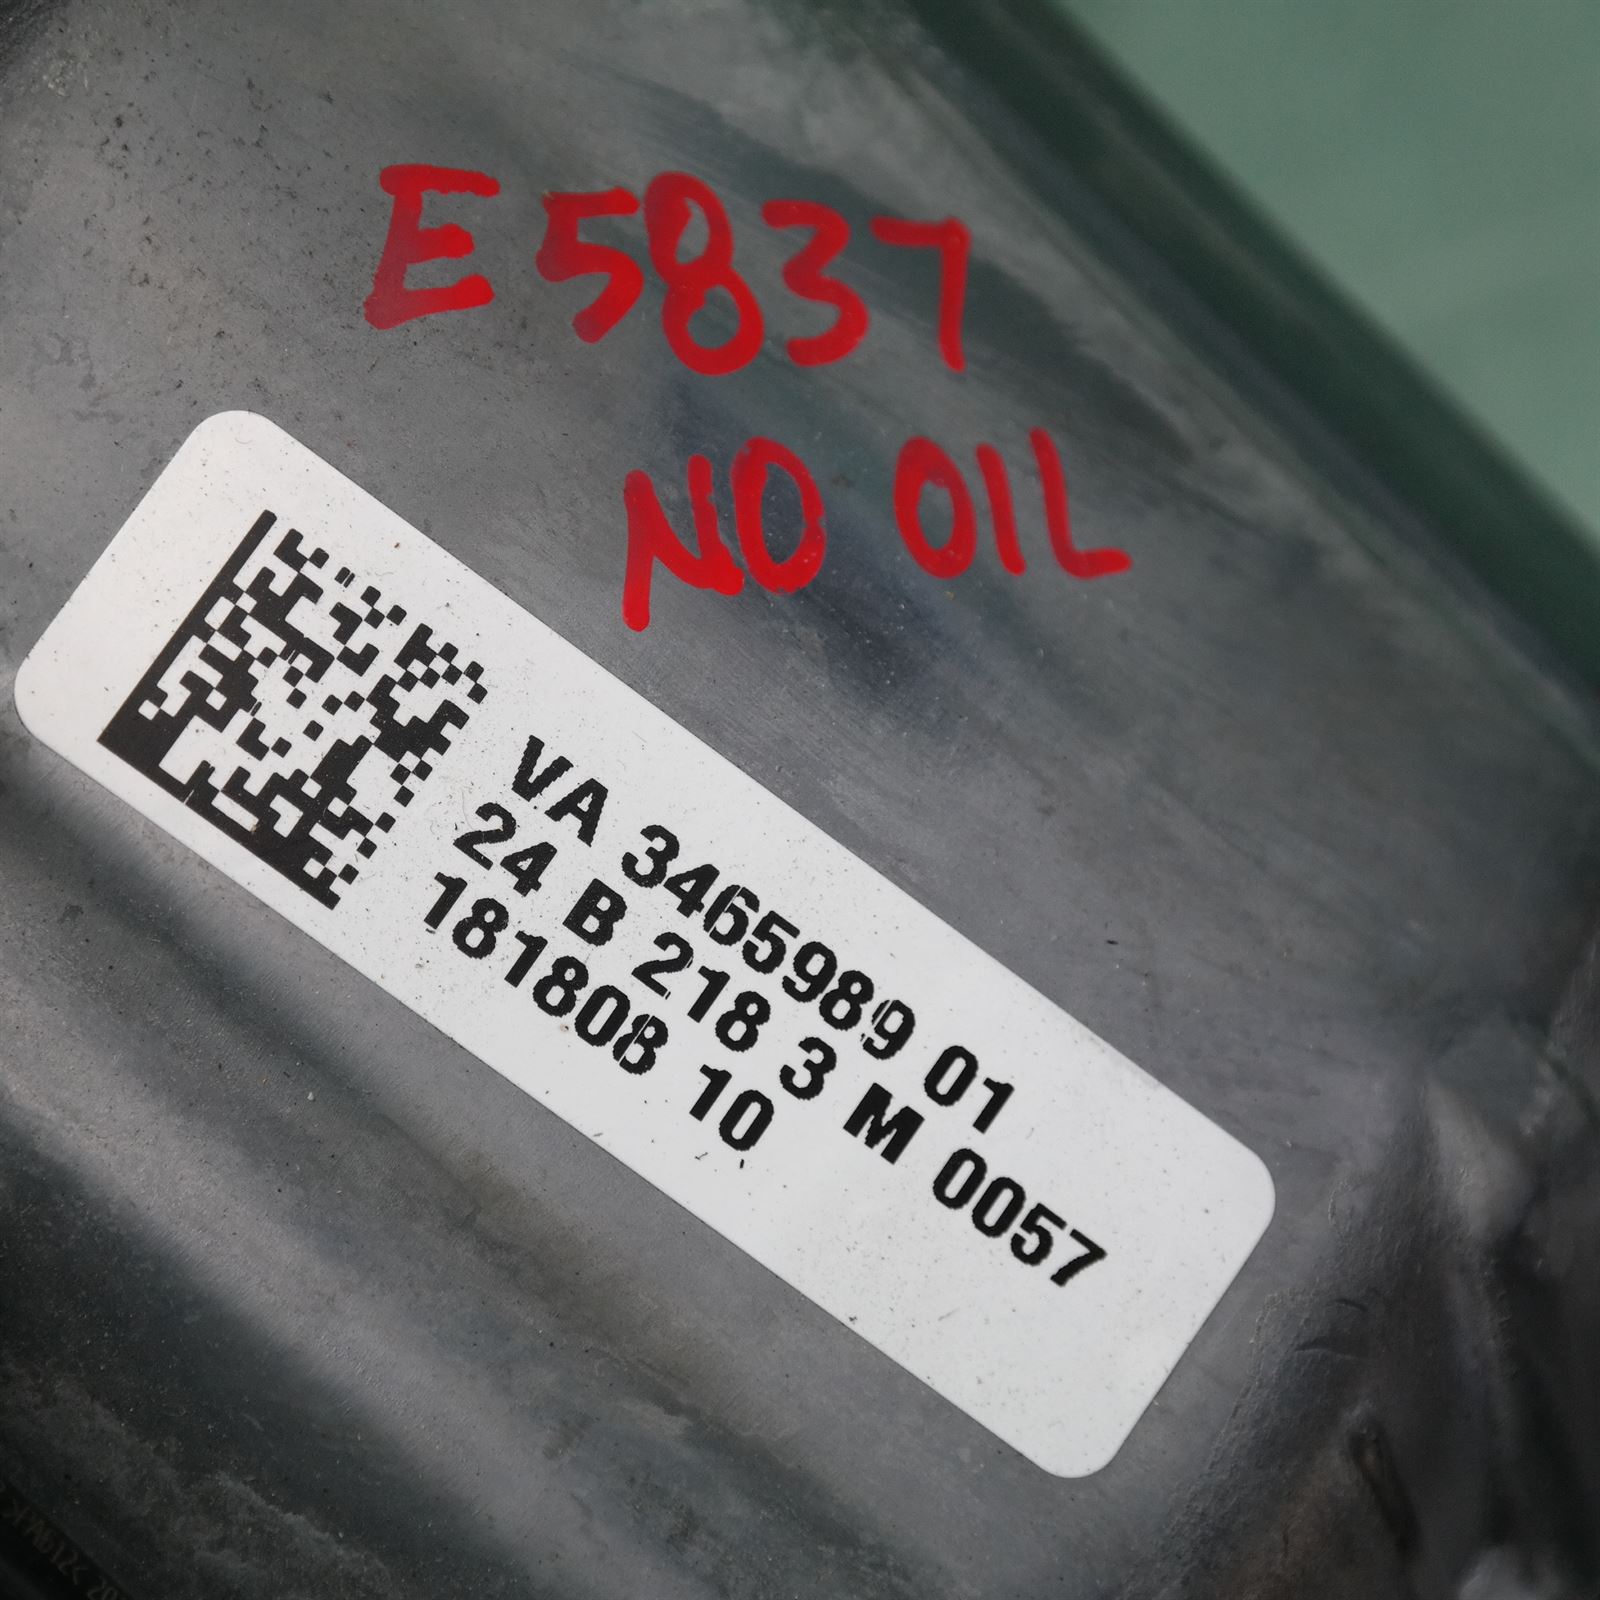 E5837
NO OIL
VA 3465989 01
24 B 218 3 M 0057
181808 10